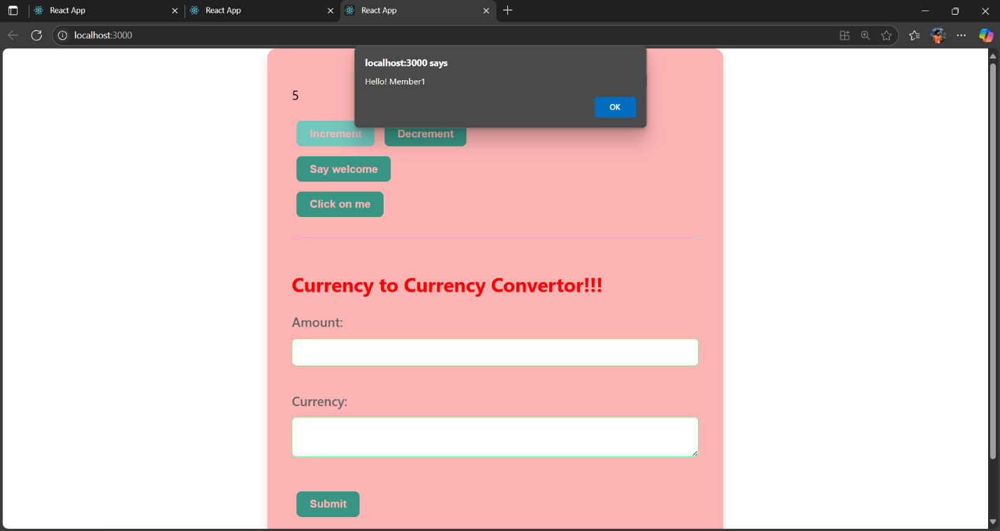 React App React App React App
localhost:3000
localhost:3000 says
Hello! Member1
OK
5
Increment Decrement
Say welcome
Click on me
Currency to Currency Convertor!!!
Amount:
Currency:
Submit